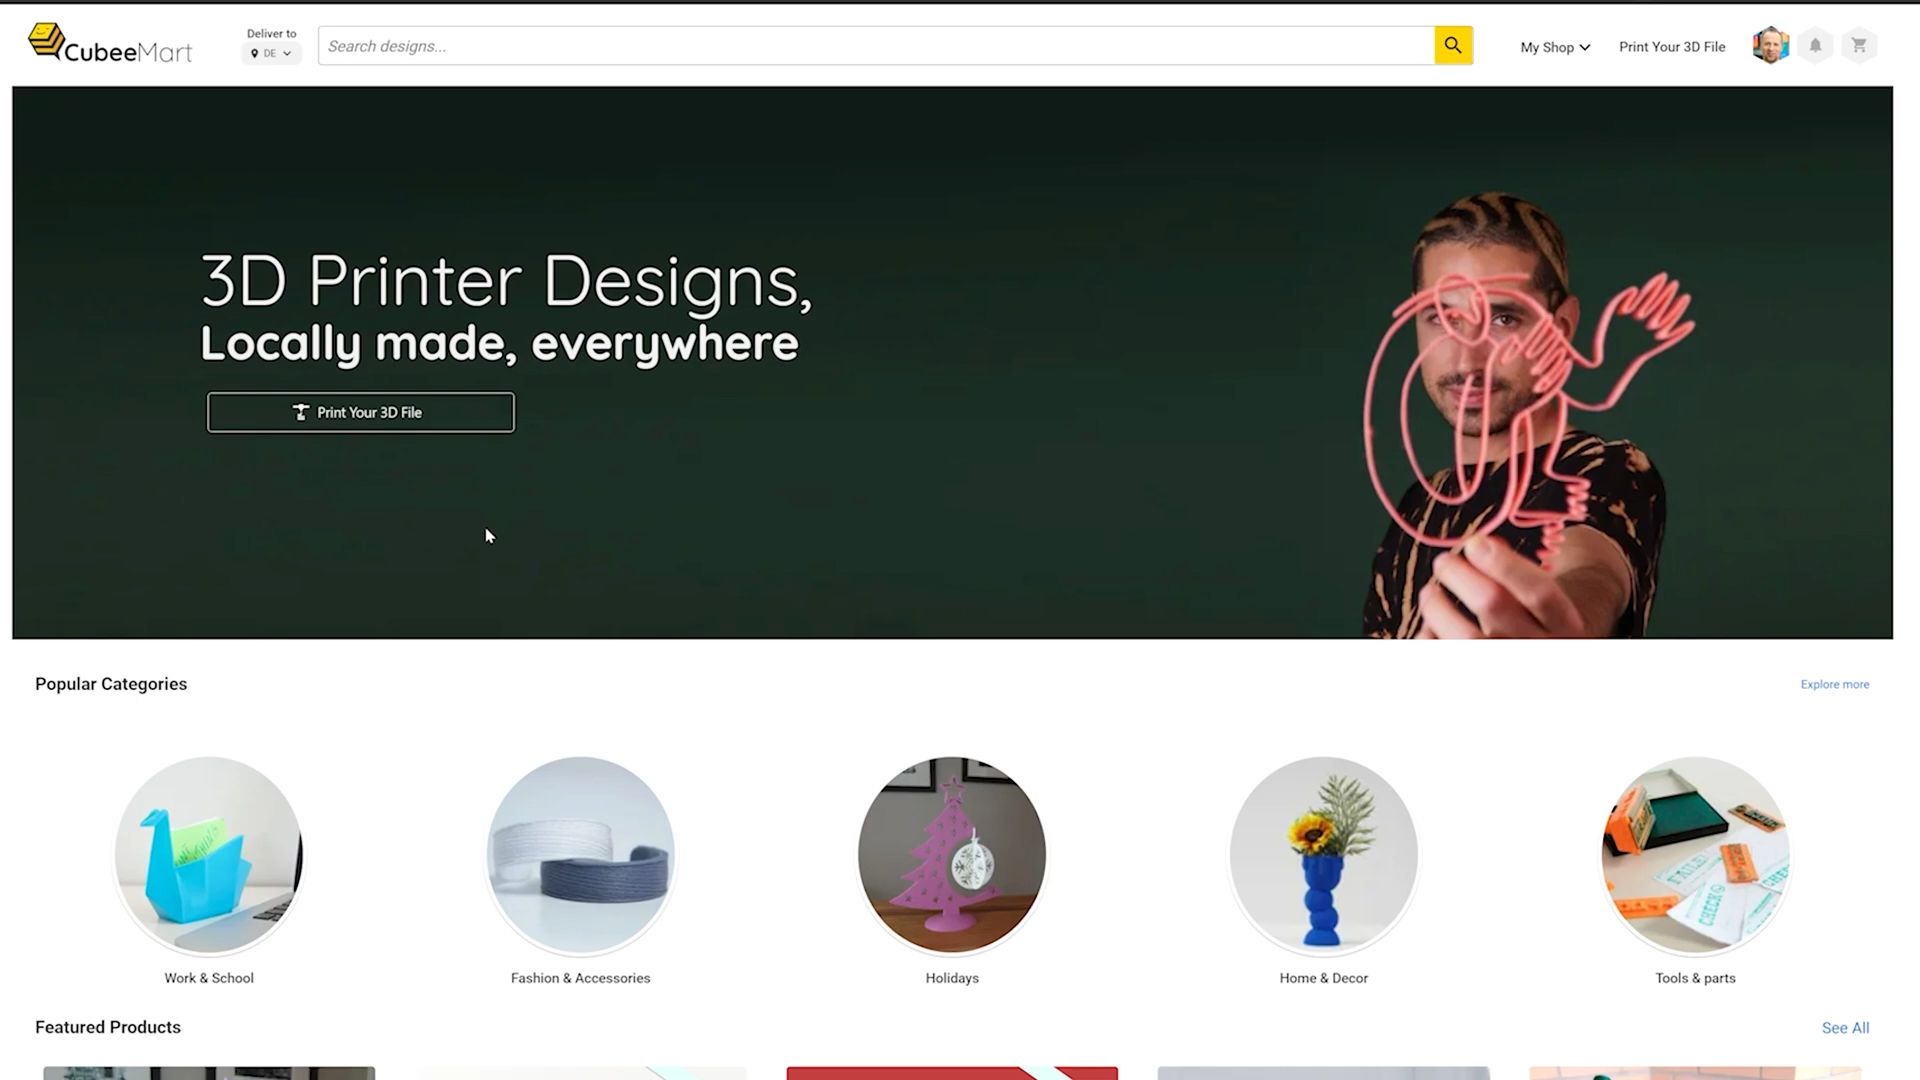 CubeeMart
Deliver to
DE
Search designs...
My Shop
Print Your 3D File
3D Printer Designs,
Locally made, everywhere
Print Your 3D File
Popular Categories
Explore more
Work & School
Fashion & Accessories
Holidays
Home & Decor
Tools & parts
CHECK
Featured Products
See All